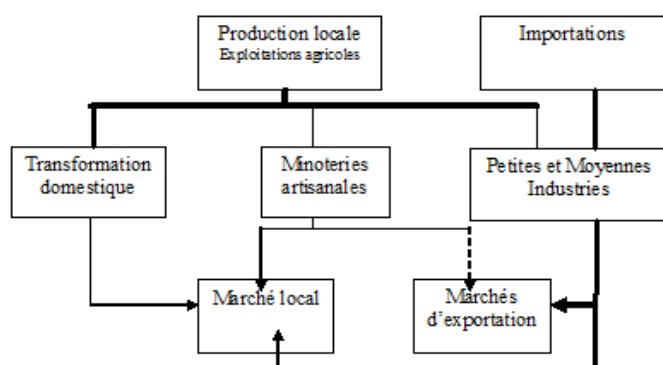 Production locale
Exploitations agricoles
Importations
Transformation
domestique
Minoteries
artisanales
Petites et Moyennes
Industries
Marché local
Marchés
d'exportation